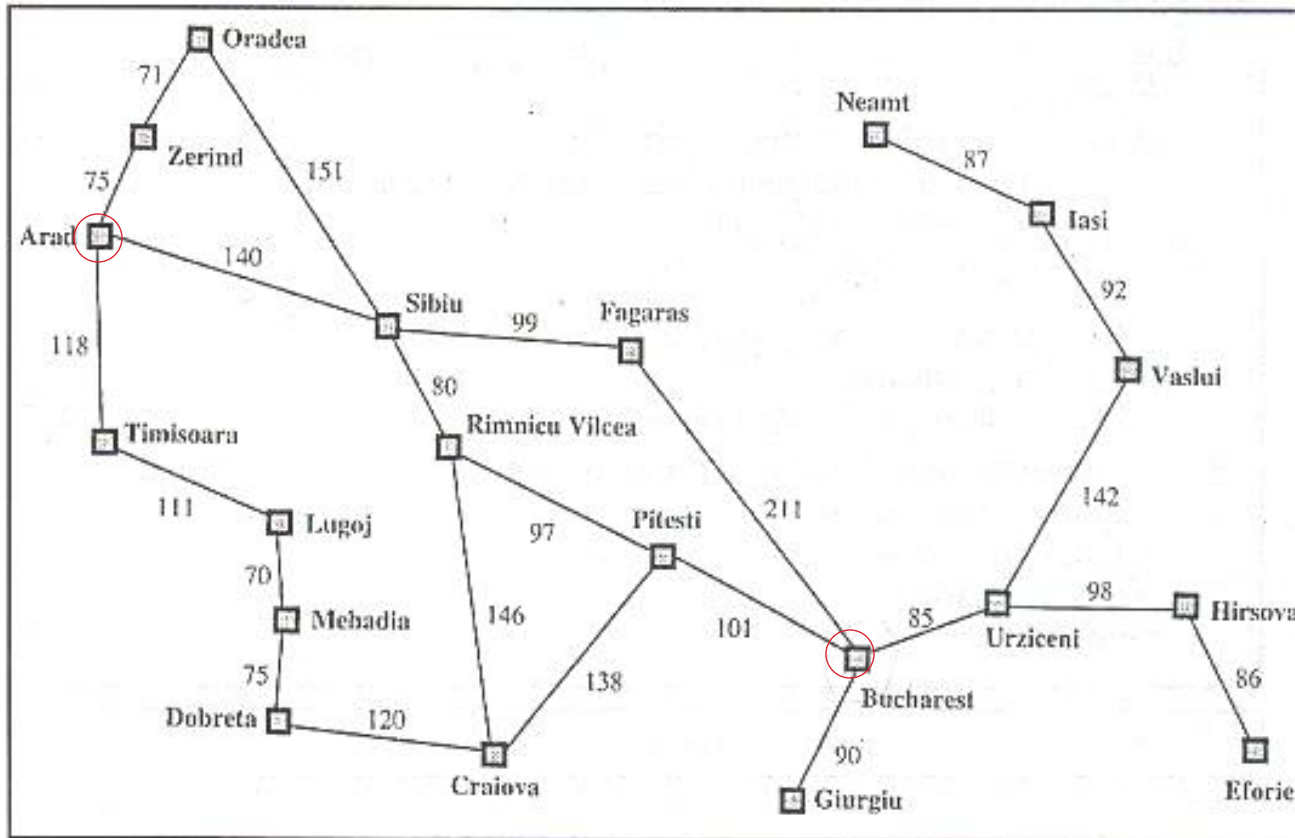 Oradea
71
Neamt
Zerind
87
151
75
Iasi
Arad
140
92
Sibiu
Fagaras
99
118
Vaslui
80
Timisoara
Rimnicu Vilcea
142
111
211
Lugoj
97
Pitesti
70
98
Hirsova
146
Mehadia
101
85
Urziceni
75
138
86
Bucharest
Dobreta
120
90
Craiova
Giurgiu
Eforie